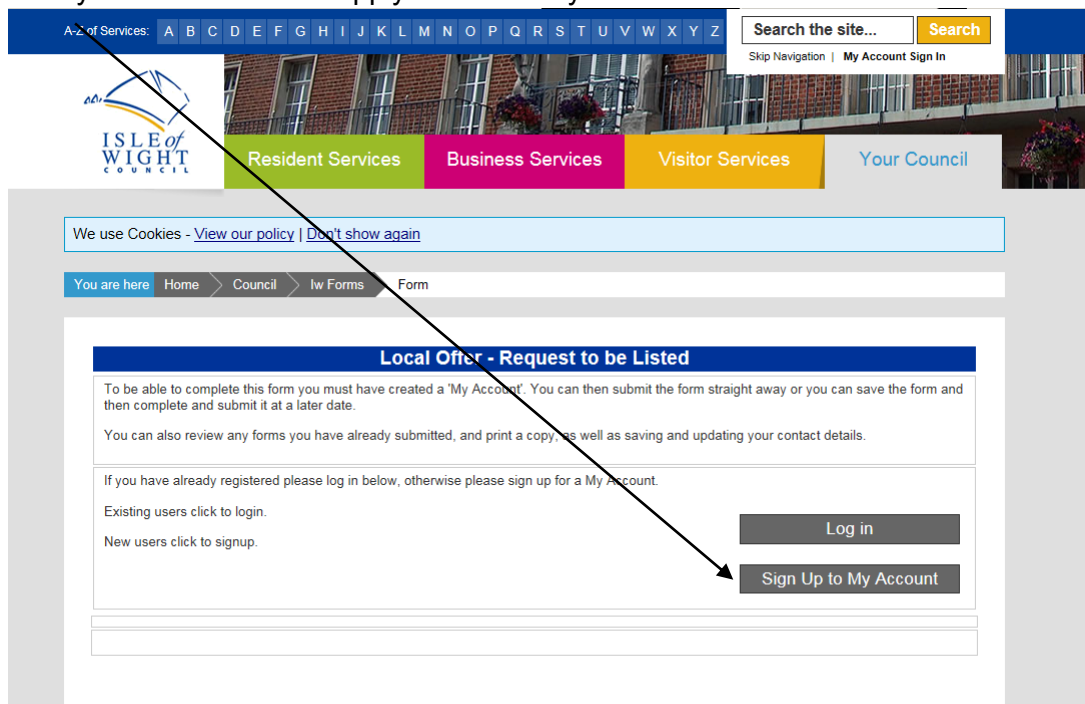 apply
A-Z of Services: A B C D E F G H I J K L M N O P Q R S T U V W X Y Z
Search the site... Search
Skip Navigation | My Account Sign In
ISLE of
WIGHT
COUNCIL
Resident Services Business Services Visitor Services Your Council
We use Cookies - View our policy | Don't show again
You are here Home Council Iw Forms Form
Local Offer - Request to be Listed
To be able to complete this form you must have created a 'My Account'. You can then submit the form straight away or you can save the form and
then complete and submit it at a later date.
You can also review any forms you have already submitted, and print a copy, as well as saving and updating your contact details.
If you have already registered please log in below, otherwise please sign up for a My Account.
Existing users click to login.
Log in
New users click to signup.
Sign Up to My Account